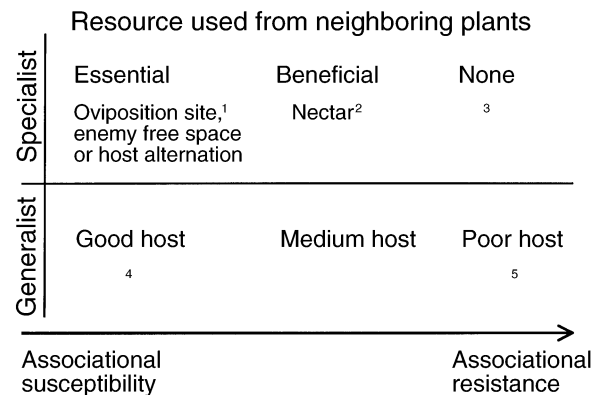 Resource used from neighboring plants
Specialist
Essential
Beneficial
None
Oviposition site,¹
enemy free space
or host alternation
Nectar²
³
Generalist
Good host
Medium host
Poor host
⁴
⁵
Associational
susceptibility
Associational
resistance